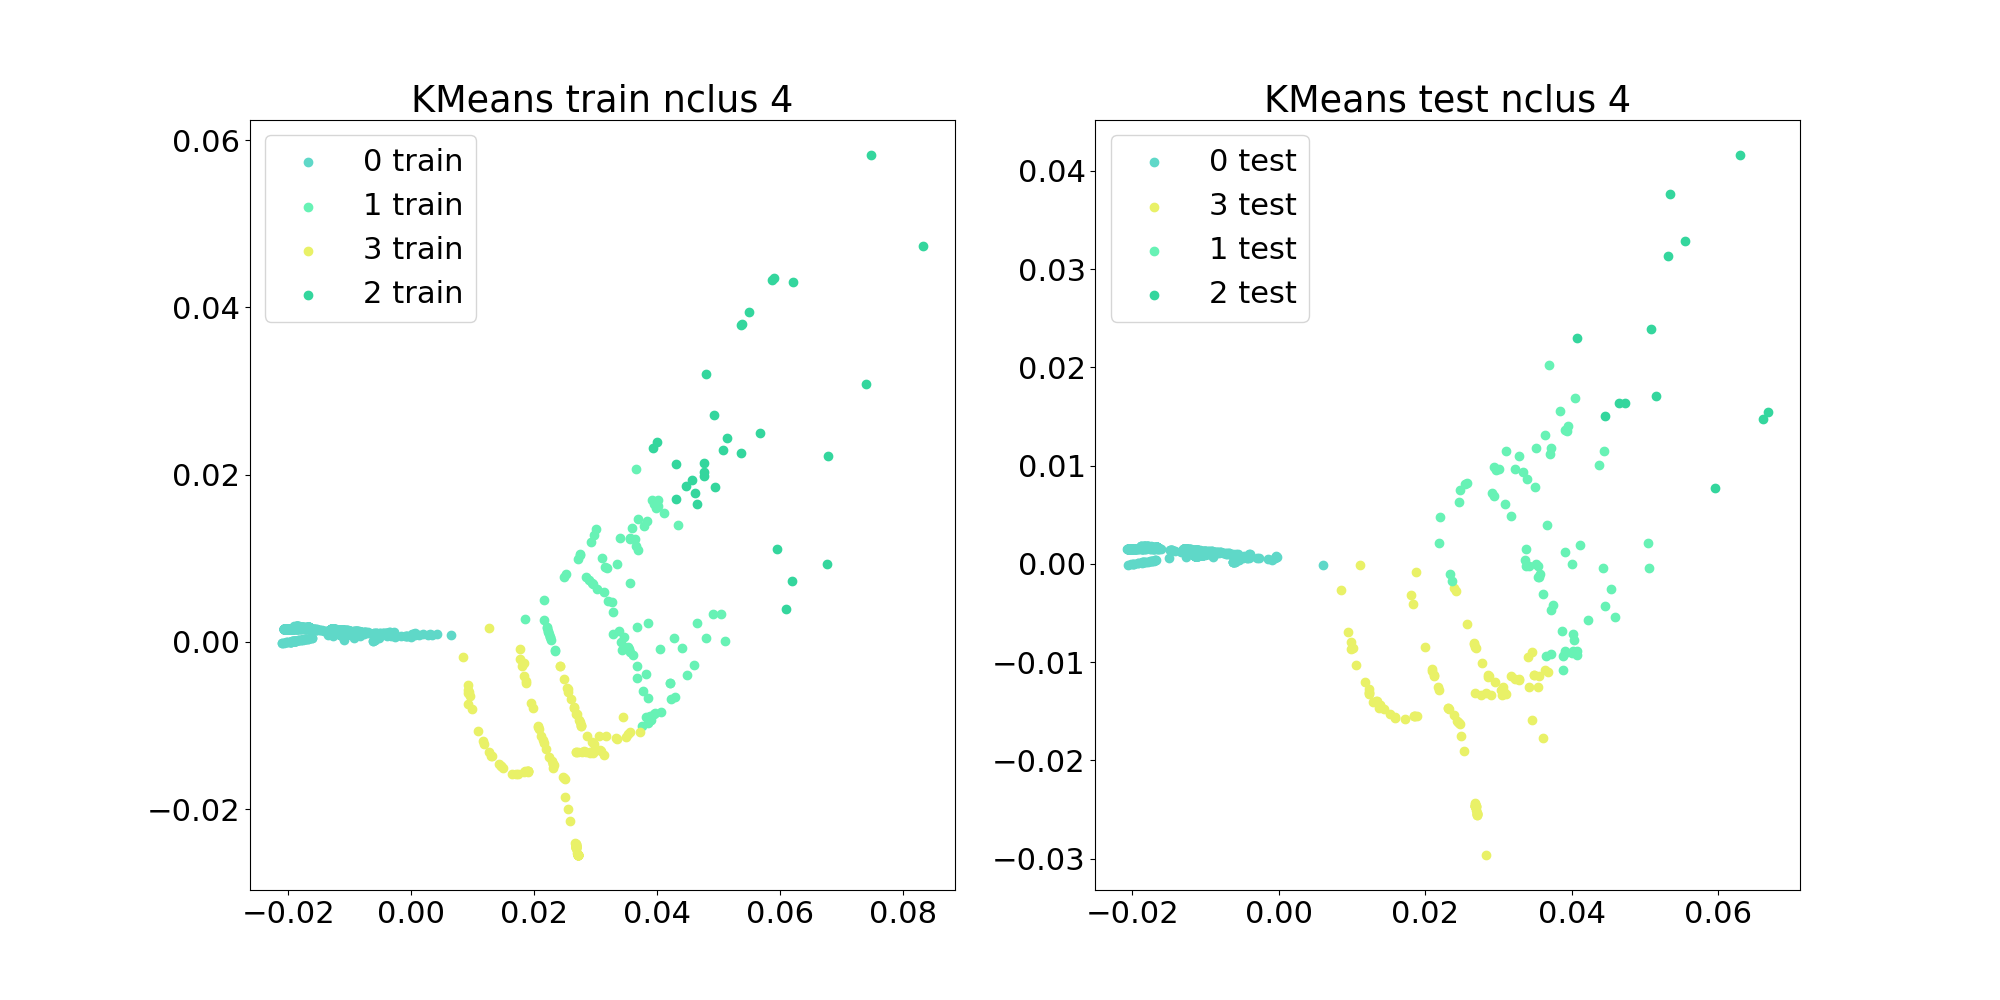 KMeans train nclus 4
0.06
0.04
0.02
0.00
−0.02
0 train
1 train
3 train
2 train
−0.02 0.00 0.02 0.04 0.06 0.08
KMeans test nclus 4
0.04
0.03
0.02
0.01
0.00
−0.01
−0.02
−0.03
0 test
3 test
1 test
2 test
−0.02 0.00 0.02 0.04 0.06